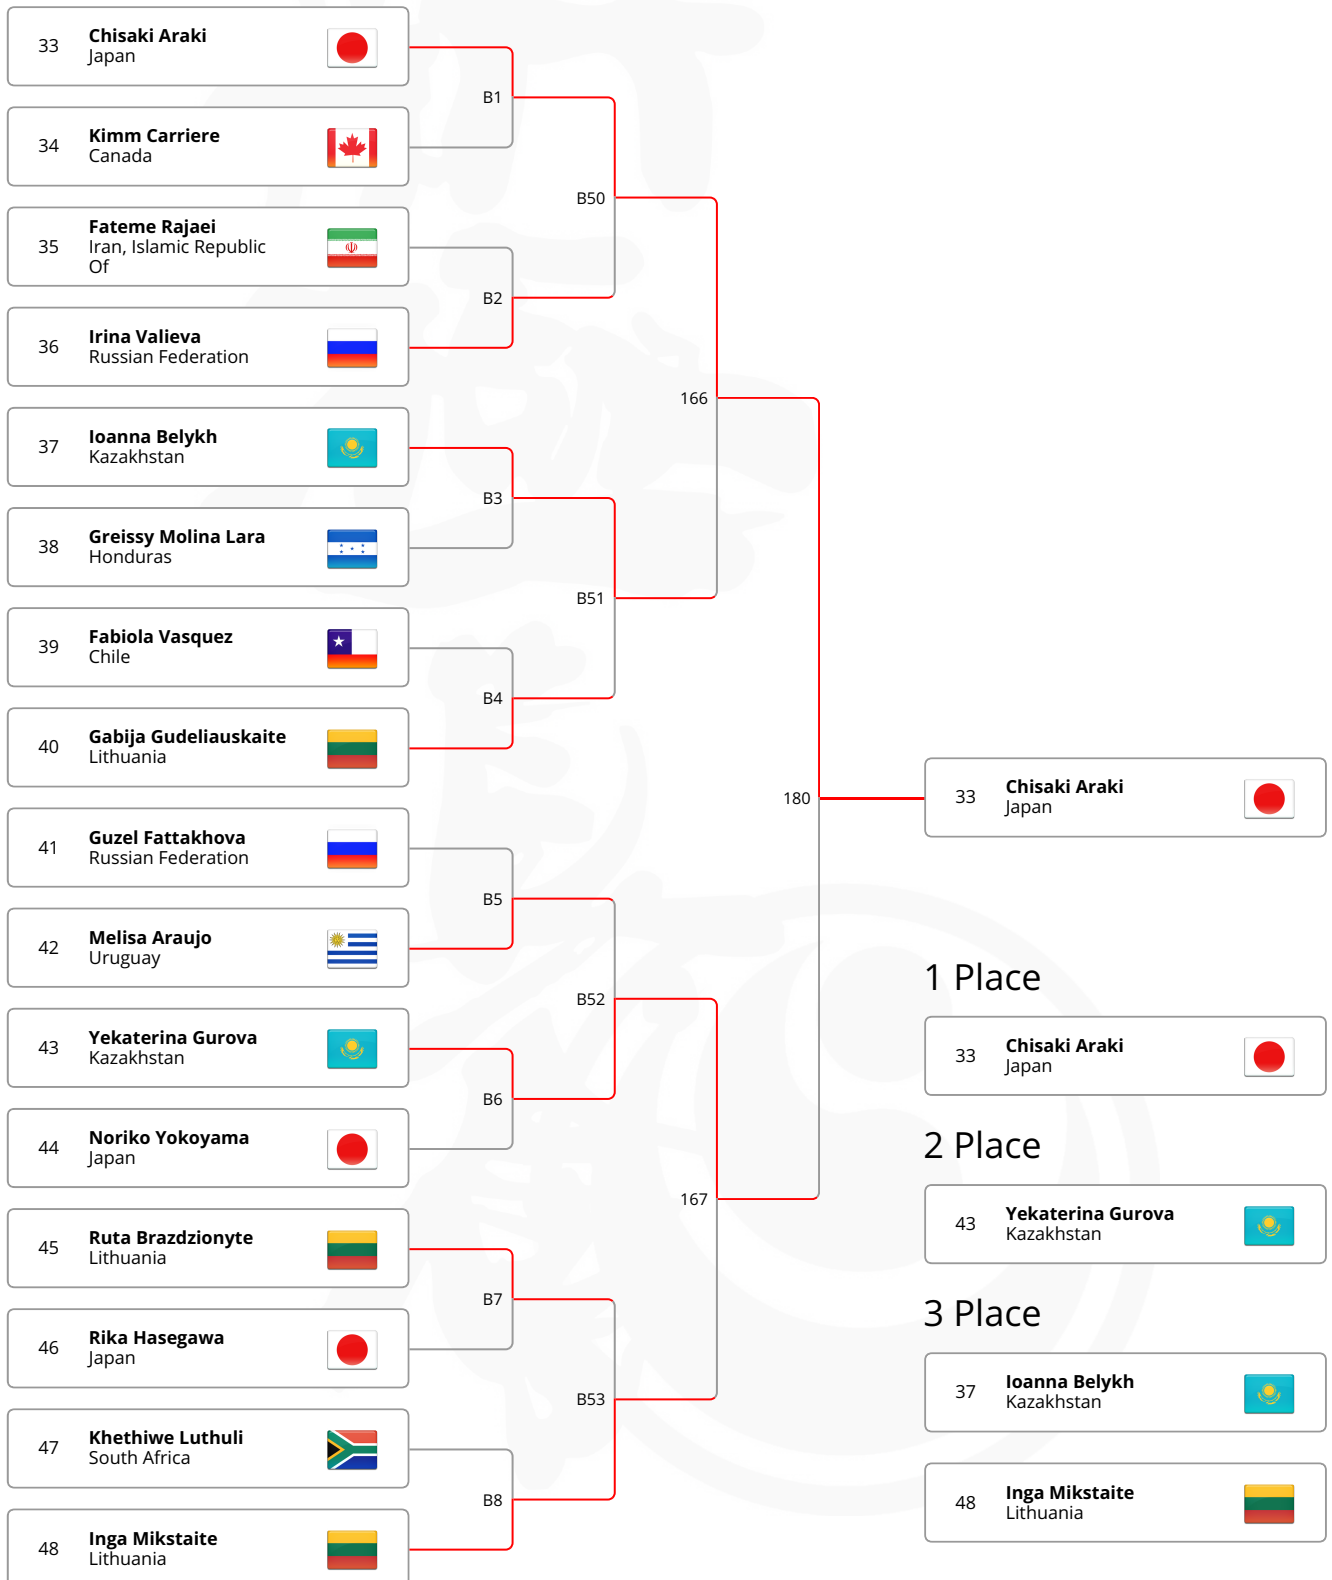 33
Chisaki Araki
Japan
B1
34
Kimm Carriere
Canada
B50
35
Fateme Rajaei
Iran, Islamic Republic
Of
B2
36
Irina Valieva
Russian Federation
166
37
Ioanna Belykh
Kazakhstan
B3
38
Greissy Molina Lara
Honduras
B51
39
Fabiola Vasquez
Chile
B4
40
Gabija Gudeliauskaite
Lithuania
180
33
Chisaki Araki
Japan
41
Guzel Fattakhova
Russian Federation
B5
42
Melisa Araujo
Uruguay
B52
43
Yekaterina Gurova
Kazakhstan
B6
44
Noriko Yokoyama
Japan
167
45
Ruta Brazdzionyte
Lithuania
B7
46
Rika Hasegawa
Japan
B53
47
Khethiwe Luthuli
South Africa
B8
48
Inga Mikstaite
Lithuania
1 Place
33
Chisaki Araki
Japan
2 Place
43
Yekaterina Gurova
Kazakhstan
3 Place
37
Ioanna Belykh
Kazakhstan
48
Inga Mikstaite
Lithuania